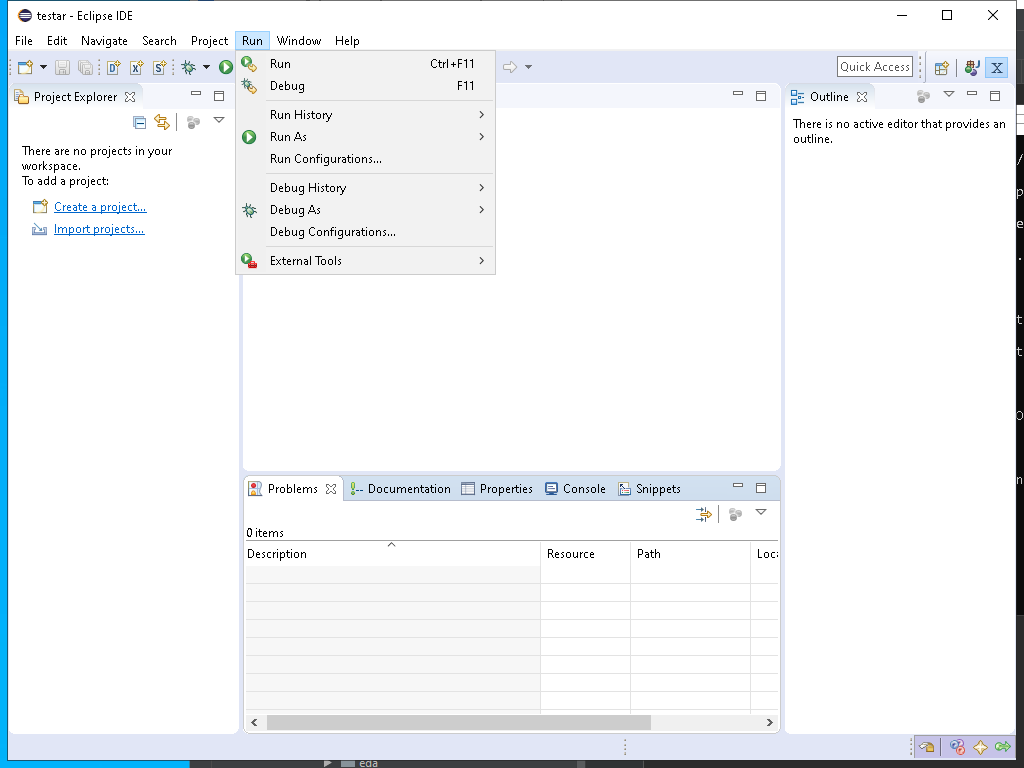 testar - Eclipse IDE
File Edit Navigate Search Project Run Window Help
Quick Access
Run Ctrl+F11
Debug F11
Run History
Run As
Run Configurations...
Debug History
Debug As
Debug Configurations...
External Tools
Project Explorer
There are no projects in your
workspace.
To add a project:
Create a project...
Import projects...
Outline
There is no active editor that provides an
outline.
Problems Documentation Properties Console Snippets
0 items
Description Resource Path Loca
eda